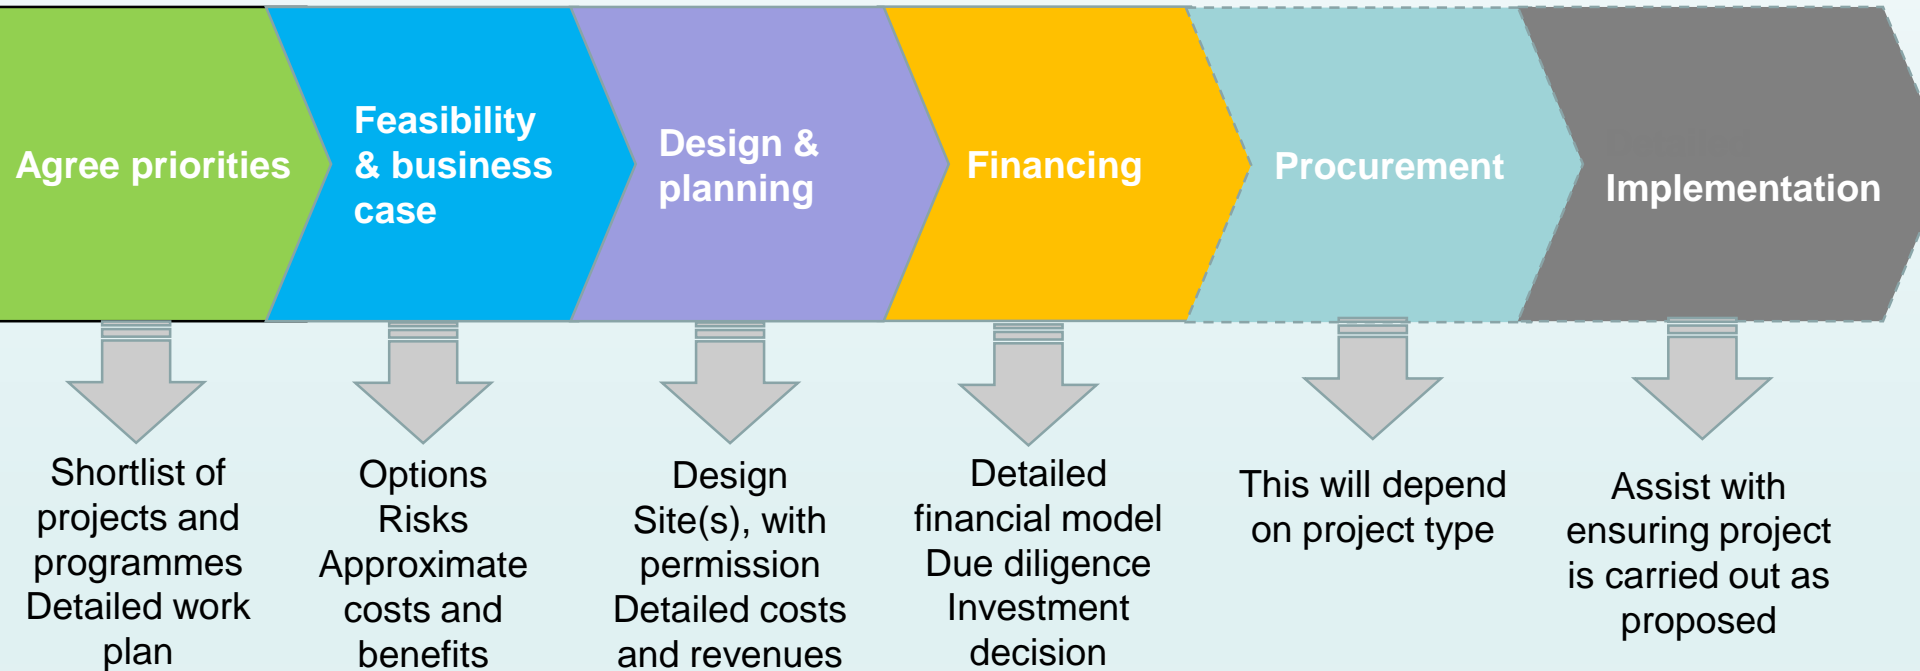 Agree priorities
Feasibility
& business
case
Design &
planning
Financing
Procurement
Implementation
Shortlist of
projects and
programmes
Detailed work
plan
Options
Risks
Approximate
costs and
benefits
Design
Site(s), with
permission
Detailed costs
and revenues
Detailed
financial model
Due diligence
Investment
decision
This will depend
on project type
Assist with
ensuring project
is carried out as
proposed